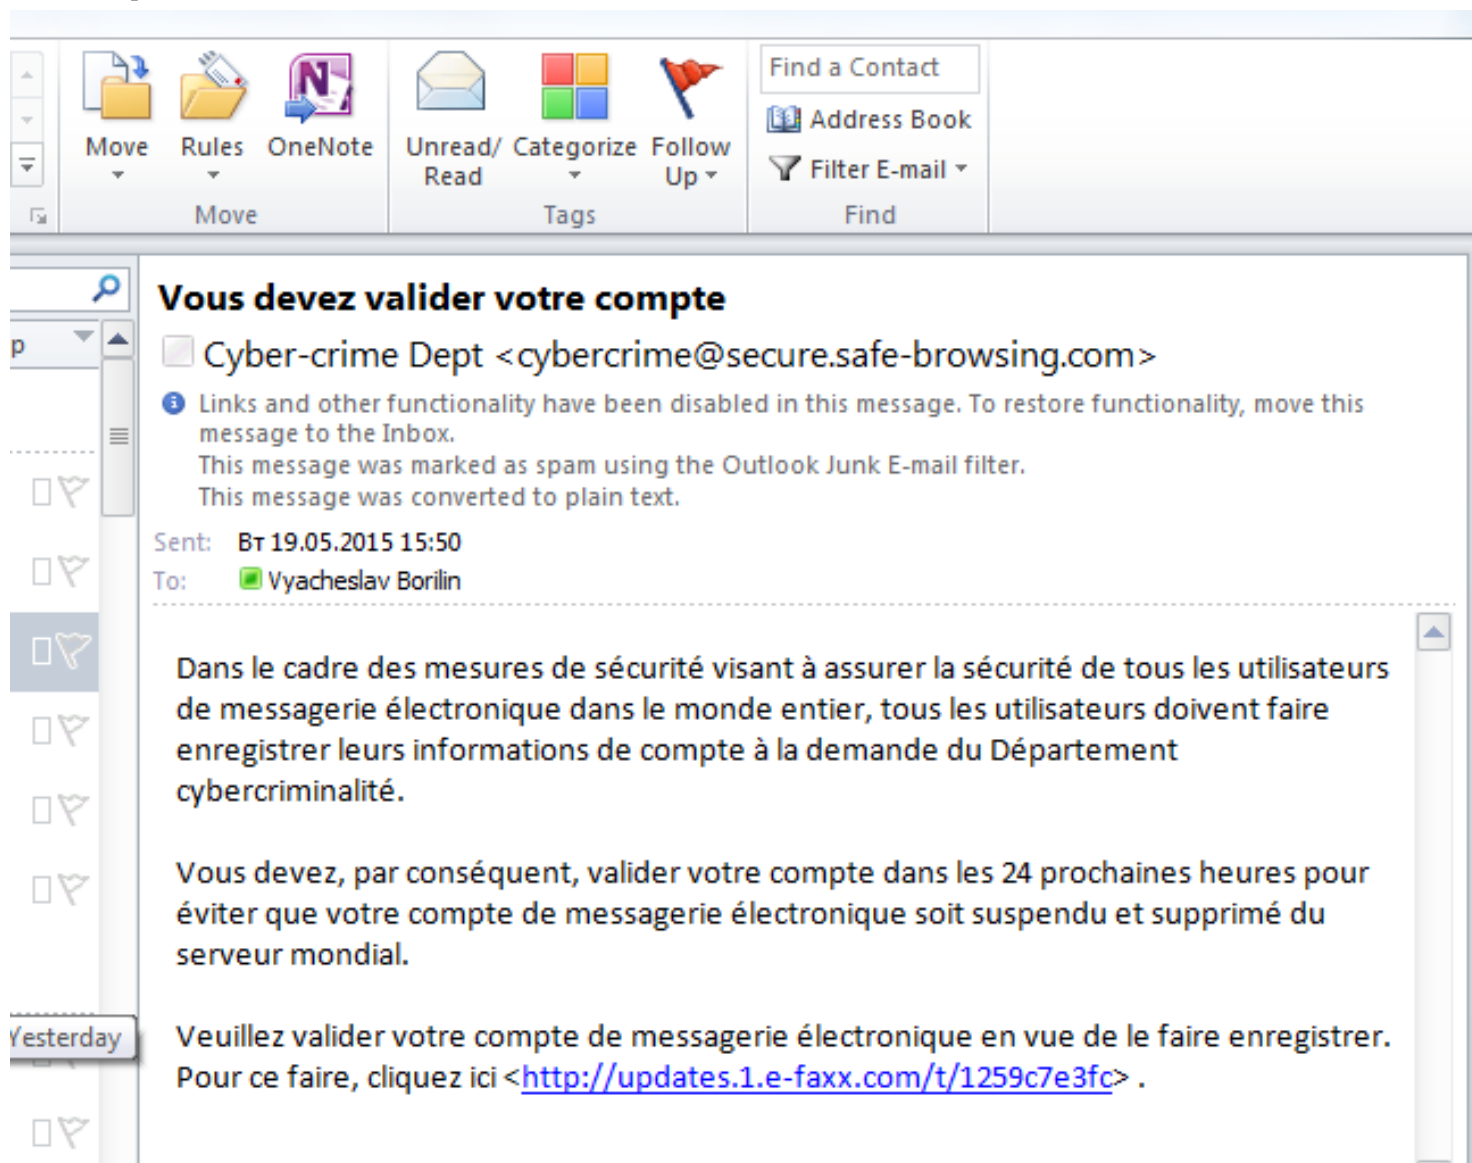 Find a Contact
Address Book
Move Rules OneNote Unread/ Categorize Follow
Read Up
Filter E-mail
Move Tags Find
p
Vous devez valider votre compte
Cyber-crime Dept <cybercrime@secure.safe-browsing.com>
Links and other functionality have been disabled in this message. To restore functionality, move this
message to the Inbox.
This message was marked as spam using the Outlook Junk E-mail filter.
This message was converted to plain text.
Sent: Вт 19.05.2015 15:50
To: Vyacheslav Borilin
Dans le cadre des mesures de sécurité visant à assurer la sécurité de tous les utilisateurs
de messagerie électronique dans le monde entier, tous les utilisateurs doivent faire
enregistrer leurs informations de compte à la demande du Département
cybercriminalité.
Vous devez, par conséquent, valider votre compte dans les 24 prochaines heures pour
éviter que votre compte de messagerie électronique soit suspendu et supprimé du
serveur mondial.
Yesterday
Veuillez valider votre compte de messagerie électronique en vue de le faire enregistrer.
Pour ce faire, cliquez ici <http://updates.1.e-faxx.com/t/1259c7e3fc> .